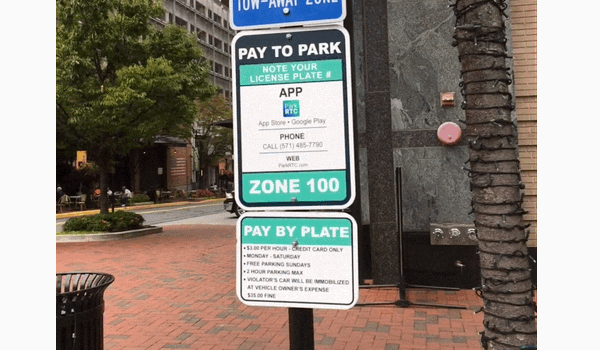 TOW-AWAY ZONE
PAY TO PARK
NOTE YOUR
LICENSE PLATE #
APP
Park
RTC
App Store • Google Play
PHONE
CALL (571) 485-7790
WEB
ParkRTC.com
ZONE 100
PAY BY PLATE
• $3.00 PER HOUR - CREDIT CARD ONLY
• MONDAY - SATURDAY
• FREE PARKING SUNDAYS
• 2 HOUR PARKING MAX
• VIOLATOR'S CAR WILL BE IMMOBILIZED
AT VEHICLE OWNER'S EXPENSE
$35.00 FINE